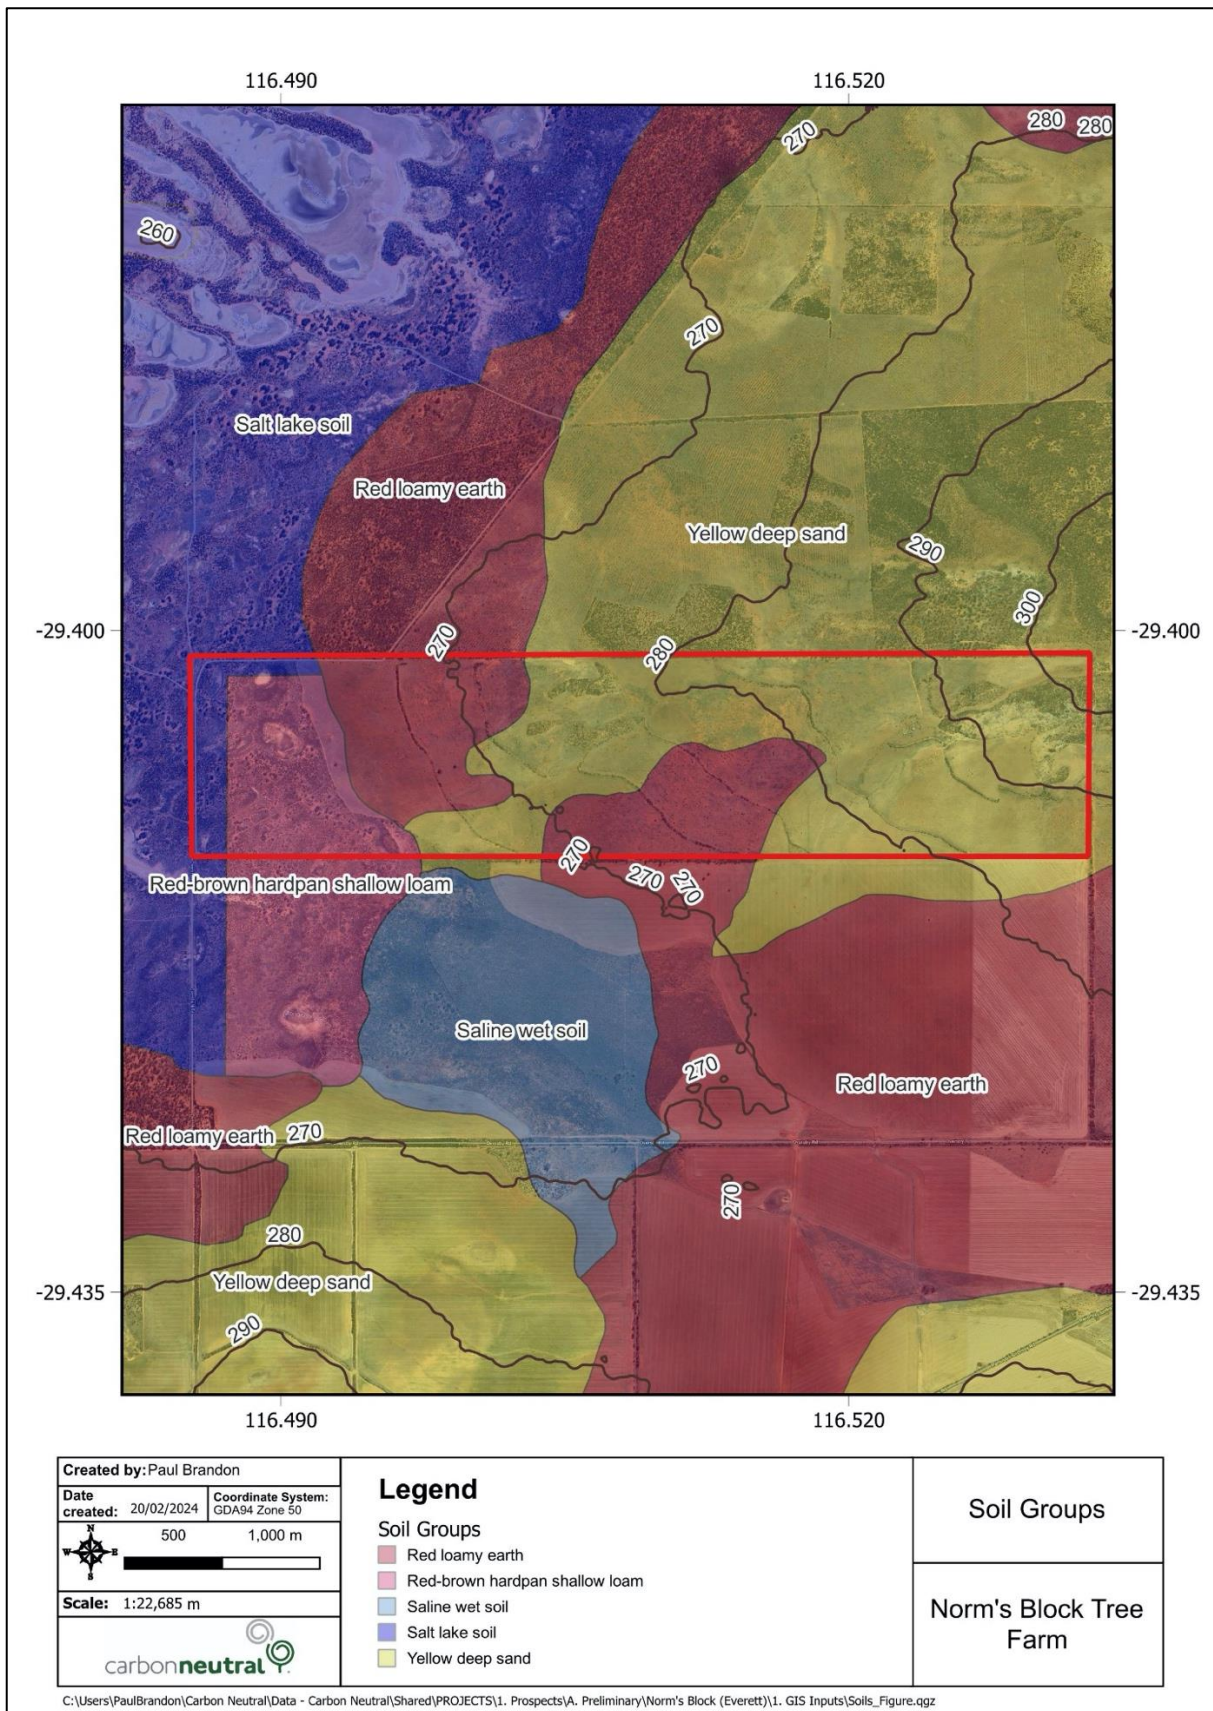 116.490 116.520
270
280
280
260
270
Salt lake soil
Red loamy earth
Yellow deep sand
290
300
-29.400 -29.400
270
280
Red-brown hardpan shallow loam
270
270
270
Saline wet soil
270
Red loamy earth
Red loamy earth
270
270
280
Yellow deep sand
290
-29.435 -29.435
116.490 116.520
Created by: Paul Brandon
Date created: 20/02/2024
Coordinate System:
GDA94 Zone 50
N
W E
S
500 1,000 m
Scale: 1:22,685 m
carbonneutral
Legend
Soil Groups
Red loamy earth
Red-brown hardpan shallow loam
Saline wet soil
Salt lake soil
Yellow deep sand
Soil Groups
Norm's Block Tree
Farm
C:\Users\PaulBrandon\Carbon Neutral\Data - Carbon Neutral\Shared\PROJECTS\1. Prospects\A. Preliminary\Norm's Block (Everett)\1. GIS Inputs\Soils_Figure.qgz